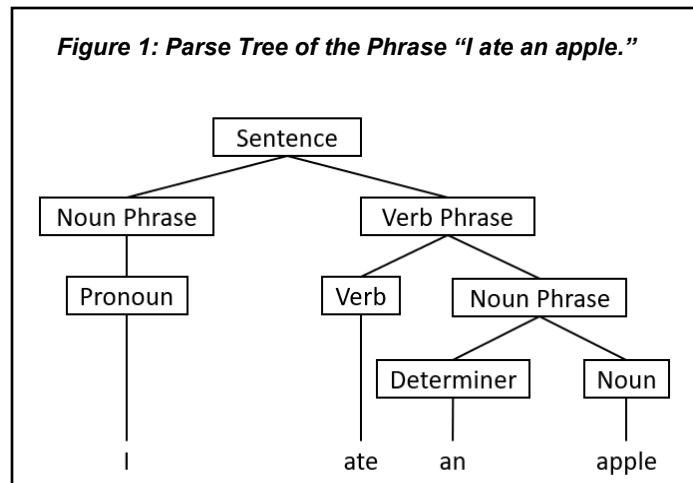 Figure 1: Parse Tree of the Phrase “I ate an apple.”
Sentence
Noun Phrase Verb Phrase
Pronoun Verb Noun Phrase
Determiner Noun
I ate an apple